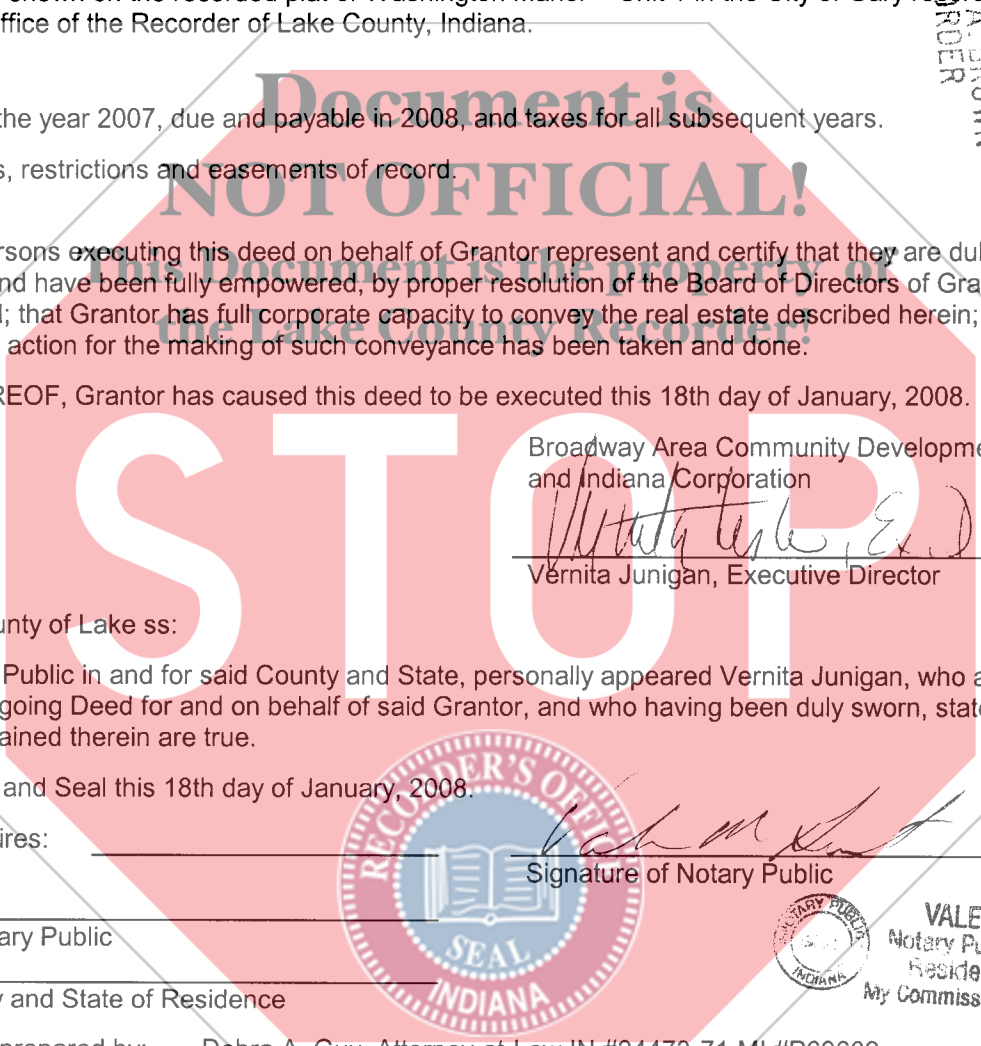 shown on the recorded plat of Washington Manor - Unit 1 in the City of Gary
ffice of the Recorder of Lake County, Indiana.
RDER
the year 2007, due and payable in 2008, and taxes for all subsequent years.
s, restrictions and easements of record.
Document is
NOT OFFICIAL!
This Document is the property of
the Lake County Recorder!
rsons executing this deed on behalf of Grantor represent and certify that they are dul
nd have been fully empowered, by proper resolution of the Board of Directors of Gra
; that Grantor has full corporate capacity to convey the real estate described herein;
action for the making of such conveyance has been taken and done.
REOF, Grantor has caused this deed to be executed this 18th day of January, 2008.
STOP
Broadway Area Community Developme
and Indiana Corporation
Vernita Junigan, Executive Director
unty of Lake ss:
Public in and for said County and State, personally appeared Vernita Junigan, who a
going Deed for and on behalf of said Grantor, and who having been duly sworn, state
ained therein are true.
and Seal this 18th day of January, 2008.
ires:
Signature of Notary Public
RECORDER'S OFFICE
SEAL
INDIANA
NOTARY PUBLIC
INDIANA
VALE
Notary Pu
Reside
My Commiss
ary Public
y and State of Residence
prepared by: Debra A. Guy, Attorney at Law